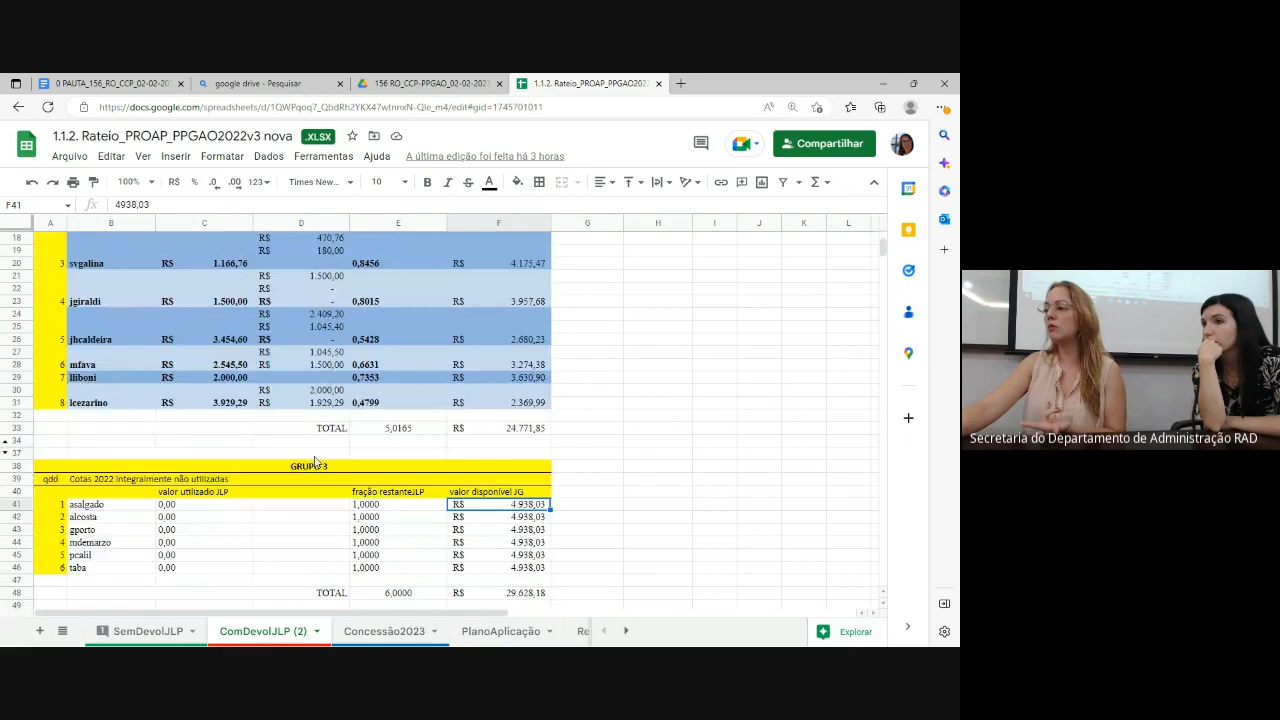 0 PAUTA_156_RO_CCP_02-02-202
google drive - Pesquisar
156 RO_CCP-PPGAO_02-02-2023
1.1.2. Rateio_PROAP_PPGAO2022
https://docs.google.com/spreadsheets/d/1QWPqoq7_QbdRh2YKX47wtnnxN-Qle_m4/edit#gid=1745701011
1.1.2. Rateio_PROAP_PPGAO2022v3 nova .XLSX
Compartilhar
Arquivo Editar Ver Inserir Formatar Dados Ferramentas Ajuda A última edição foi feita há 3 horas
100% R$ % .0 .00 123 Times New... 10
F41 fx 4938,03
A B C D E F G H I J K L
18 R$ 470,76
19 R$ 180,00
20 3 svgalina R$ 1.166,76 0,8456 R$ 4.175,47
21 R$ 1.500,00
22 R$ -
23 4 jgiraldi R$ 1.500,00 R$ - 0,8015 R$ 3.957,68
24 R$ 2.409,20
25 R$ 1.045,40
26 5 jhcaldeira R$ 3.454,60 R$ - 0,5428 R$ 2.680,23
27 R$ 1.045,50
28 6 mfava R$ 2.545,50 R$ 1.500,00 0,6631 R$ 3.274,38
29 7 lliboni R$ 2.000,00 0,7353 R$ 3.630,90
30 R$ 2.000,00
31 8 lcezarino R$ 3.929,29 R$ 1.929,29 0,4799 R$ 2.369,99
32
33 TOTAL 5,0165 R$ 24.771,85
34
37
38 GRUPO 3
39 qdd Cotas 2022 integralmente não utilizadas
40 valor utilizado JLP fração restanteJLP valor disponível JG
41 1 asalgado 0,00 1,0000 R$ 4.938,03
42 2 alcosta 0,00 1,0000 R$ 4.938,03
43 3 gporto 0,00 1,0000 R$ 4.938,03
44 4 mdemarzo 0,00 1,0000 R$ 4.938,03
45 5 pcalil 0,00 1,0000 R$ 4.938,03
46 6 taba 0,00 1,0000 R$ 4.938,03
47
48 TOTAL 6,0000 R$ 29.628,18
49
SemDevolJLP ComDevolJLP (2) Concessão2023 PlanoAplicação Re Explorar
Secretaria do Departamento de Administração RAD